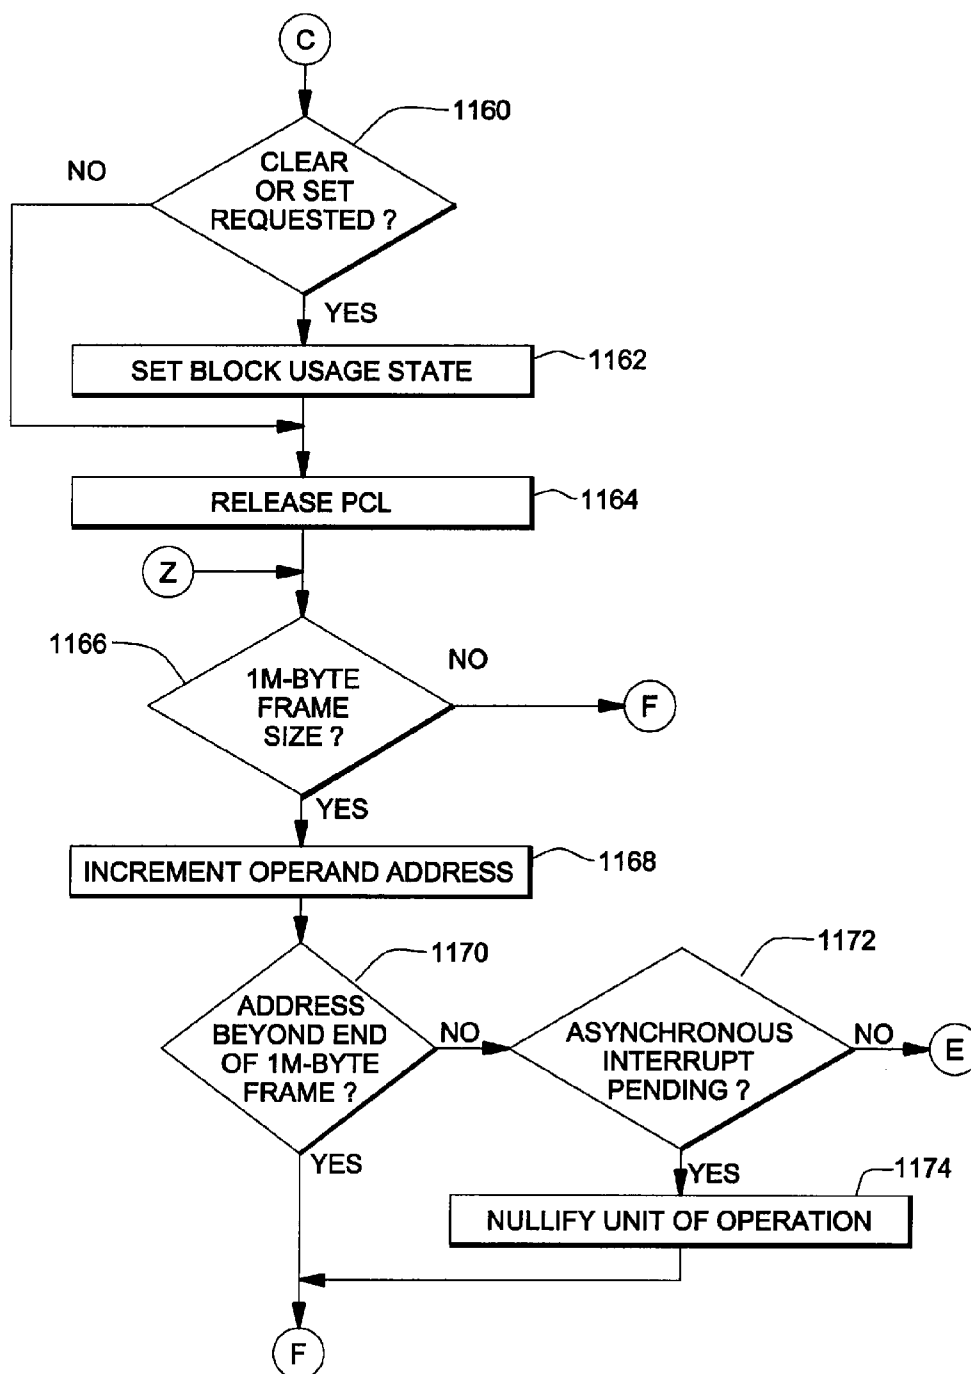 C
1160
CLEAR
OR SET
REQUESTED ?
NO
YES
SET BLOCK USAGE STATE
1162
RELEASE PCL
1164
Z
1166
1M-BYTE
FRAME
SIZE ?
NO
F
YES
INCREMENT OPERAND ADDRESS
1168
1170
ADDRESS
BEYOND END
OF 1M-BYTE
FRAME ?
NO
1172
ASYNCHRONOUS
INTERRUPT
PENDING ?
NO
E
YES
YES
1174
NULLIFY UNIT OF OPERATION
F